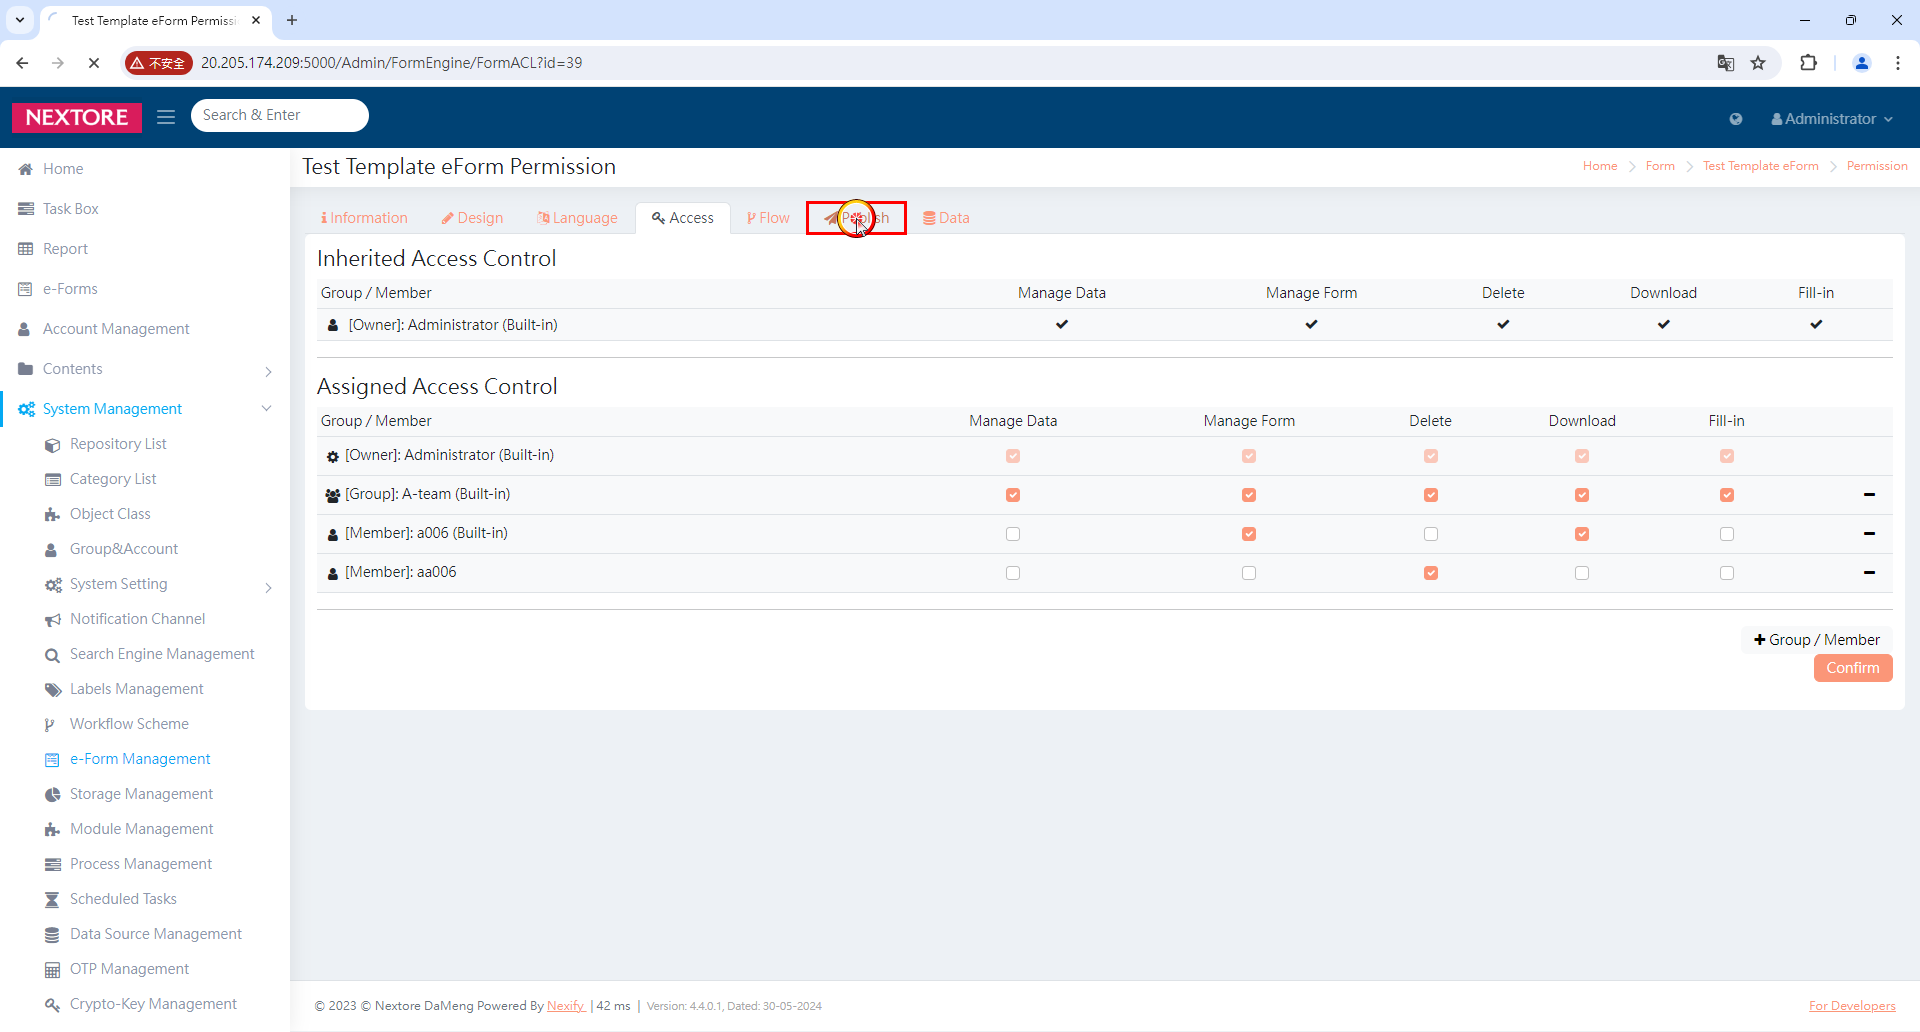 Test Template eForm Permissi
不安全 20.205.174.209:5000/Admin/FormEngine/FormACL?id=39
NEXTORE Search & Enter Administrator
Test Template eForm Permission Home Form Test Template eForm Permission
Information Design Language Access Flow Publish Data
Home
Task Box
Report
e-Forms
Account Management
Contents
System Management
Repository List
Category List
Object Class
Group&Account
System Setting
Notification Channel
Search Engine Management
Labels Management
Workflow Scheme
e-Form Management
Storage Management
Module Management
Process Management
Scheduled Tasks
Data Source Management
OTP Management
Crypto-Key Management
Inherited Access Control
Group / Member Manage Data Manage Form Delete Download Fill-in
[Owner]: Administrator (Built-in)
Assigned Access Control
Group / Member Manage Data Manage Form Delete Download Fill-in
[Owner]: Administrator (Built-in)
[Group]: A-team (Built-in)
[Member]: a006 (Built-in)
[Member]: aa006
Group / Member
Confirm
© 2023 © Nextore DaMeng Powered By Nexify | 42 ms | Version: 4.4.0.1, Dated: 30-05-2024 For Developers